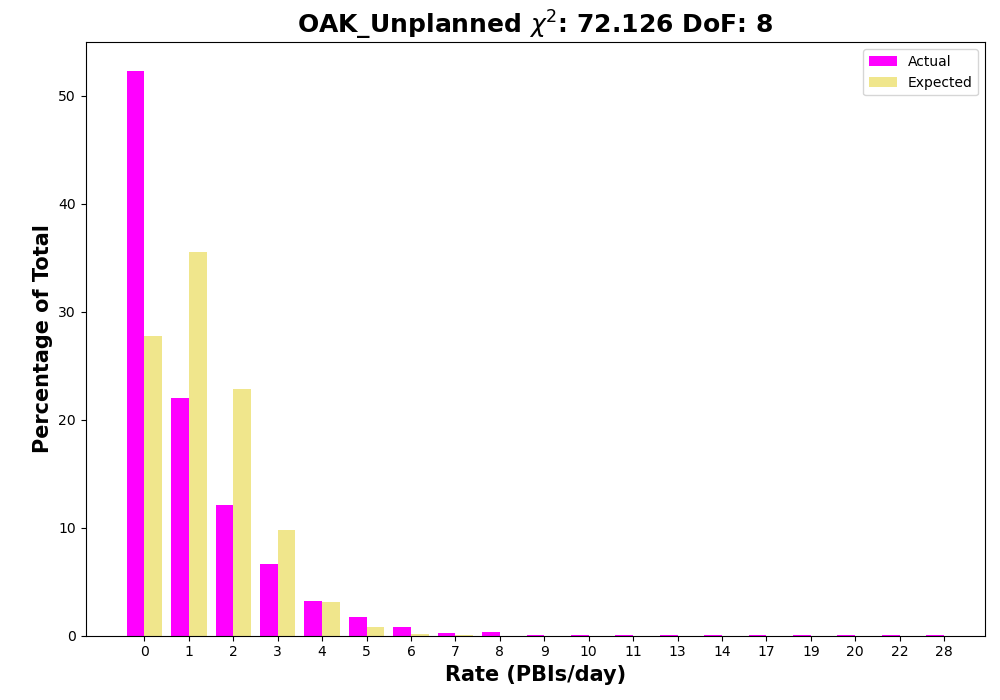 OAK_Unplanned χ²: 72.126 DoF: 8
Actual
Expected
50
40
30
20
10
0
Percentage of Total
0 1 2 3 4 5 6 7 8 9 10 11 13 14 17 19 20 22 28
Rate (PBIs/day)